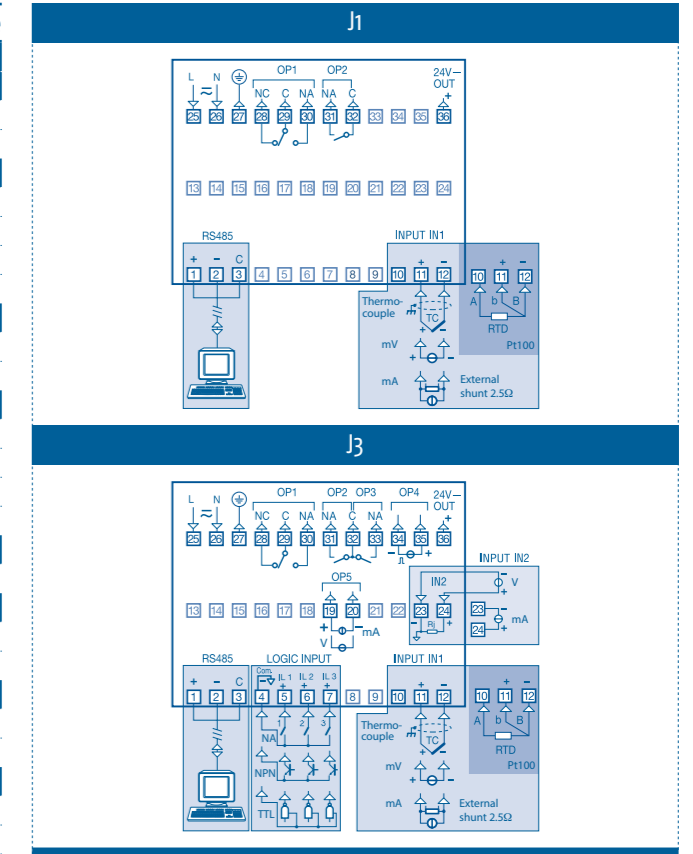 J1
OP1 OP2 24V
L N OUT
NC C NA NA C +
25 26 27 28 29 30 31 32 33 34 35 36
13 14 15 16 17 18 19 20 21 22 23 24
RS485 INPUT IN1
+ − C + − + −
1 2 3 4 5 6 7 8 9 10 11 12 10 11 12
Thermo-
couple TC A b B
+ − RTD
mV Pt100
+ −
mA External
shunt 2.5Ω
J3
OP1 OP2 OP3 OP4 24V
L N OUT
NC C NA NA C NA +
25 26 27 28 29 30 31 32 33 34 35 36
− + INPUT IN2
OP5 IN2 − V
+
13 14 15 16 17 18 19 20 21 22 23 24 23 − mA
+ − mA − Rj + 24 +
V
RS485 LOGIC INPUT INPUT IN1
Com. IL 1 IL 2 IL 3
+ − C − + + + + − + −
1 2 3 4 5 6 7 8 9 10 11 12 10 11 12
1 2 3
NA Thermo-
couple TC A b B
+ − RTD
NPN mV Pt100
+ −
TTL mA External
shunt 2.5Ω